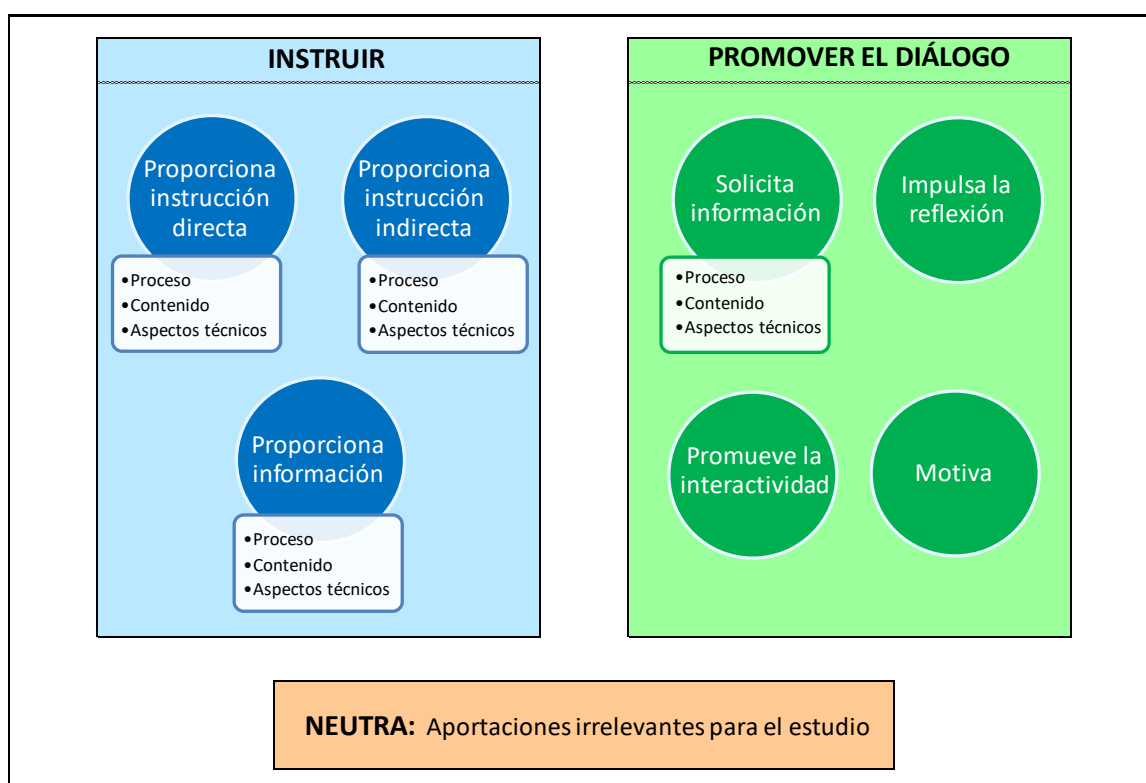 INSTRUIR
Proporciona
instrucción
directa
•Proceso
•Contenido
•Aspectos técnicos
Proporciona
instrucción
indirecta
•Proceso
•Contenido
•Aspectos técnicos
Proporciona
información
•Proceso
•Contenido
•Aspectos técnicos
PROMOVER EL DIÁLOGO
Solicita
información
•Proceso
•Contenido
•Aspectos técnicos
Impulsa la
reflexión
Promueve la
interactividad
Motiva
NEUTRA: Aportaciones irrelevantes para el estudio